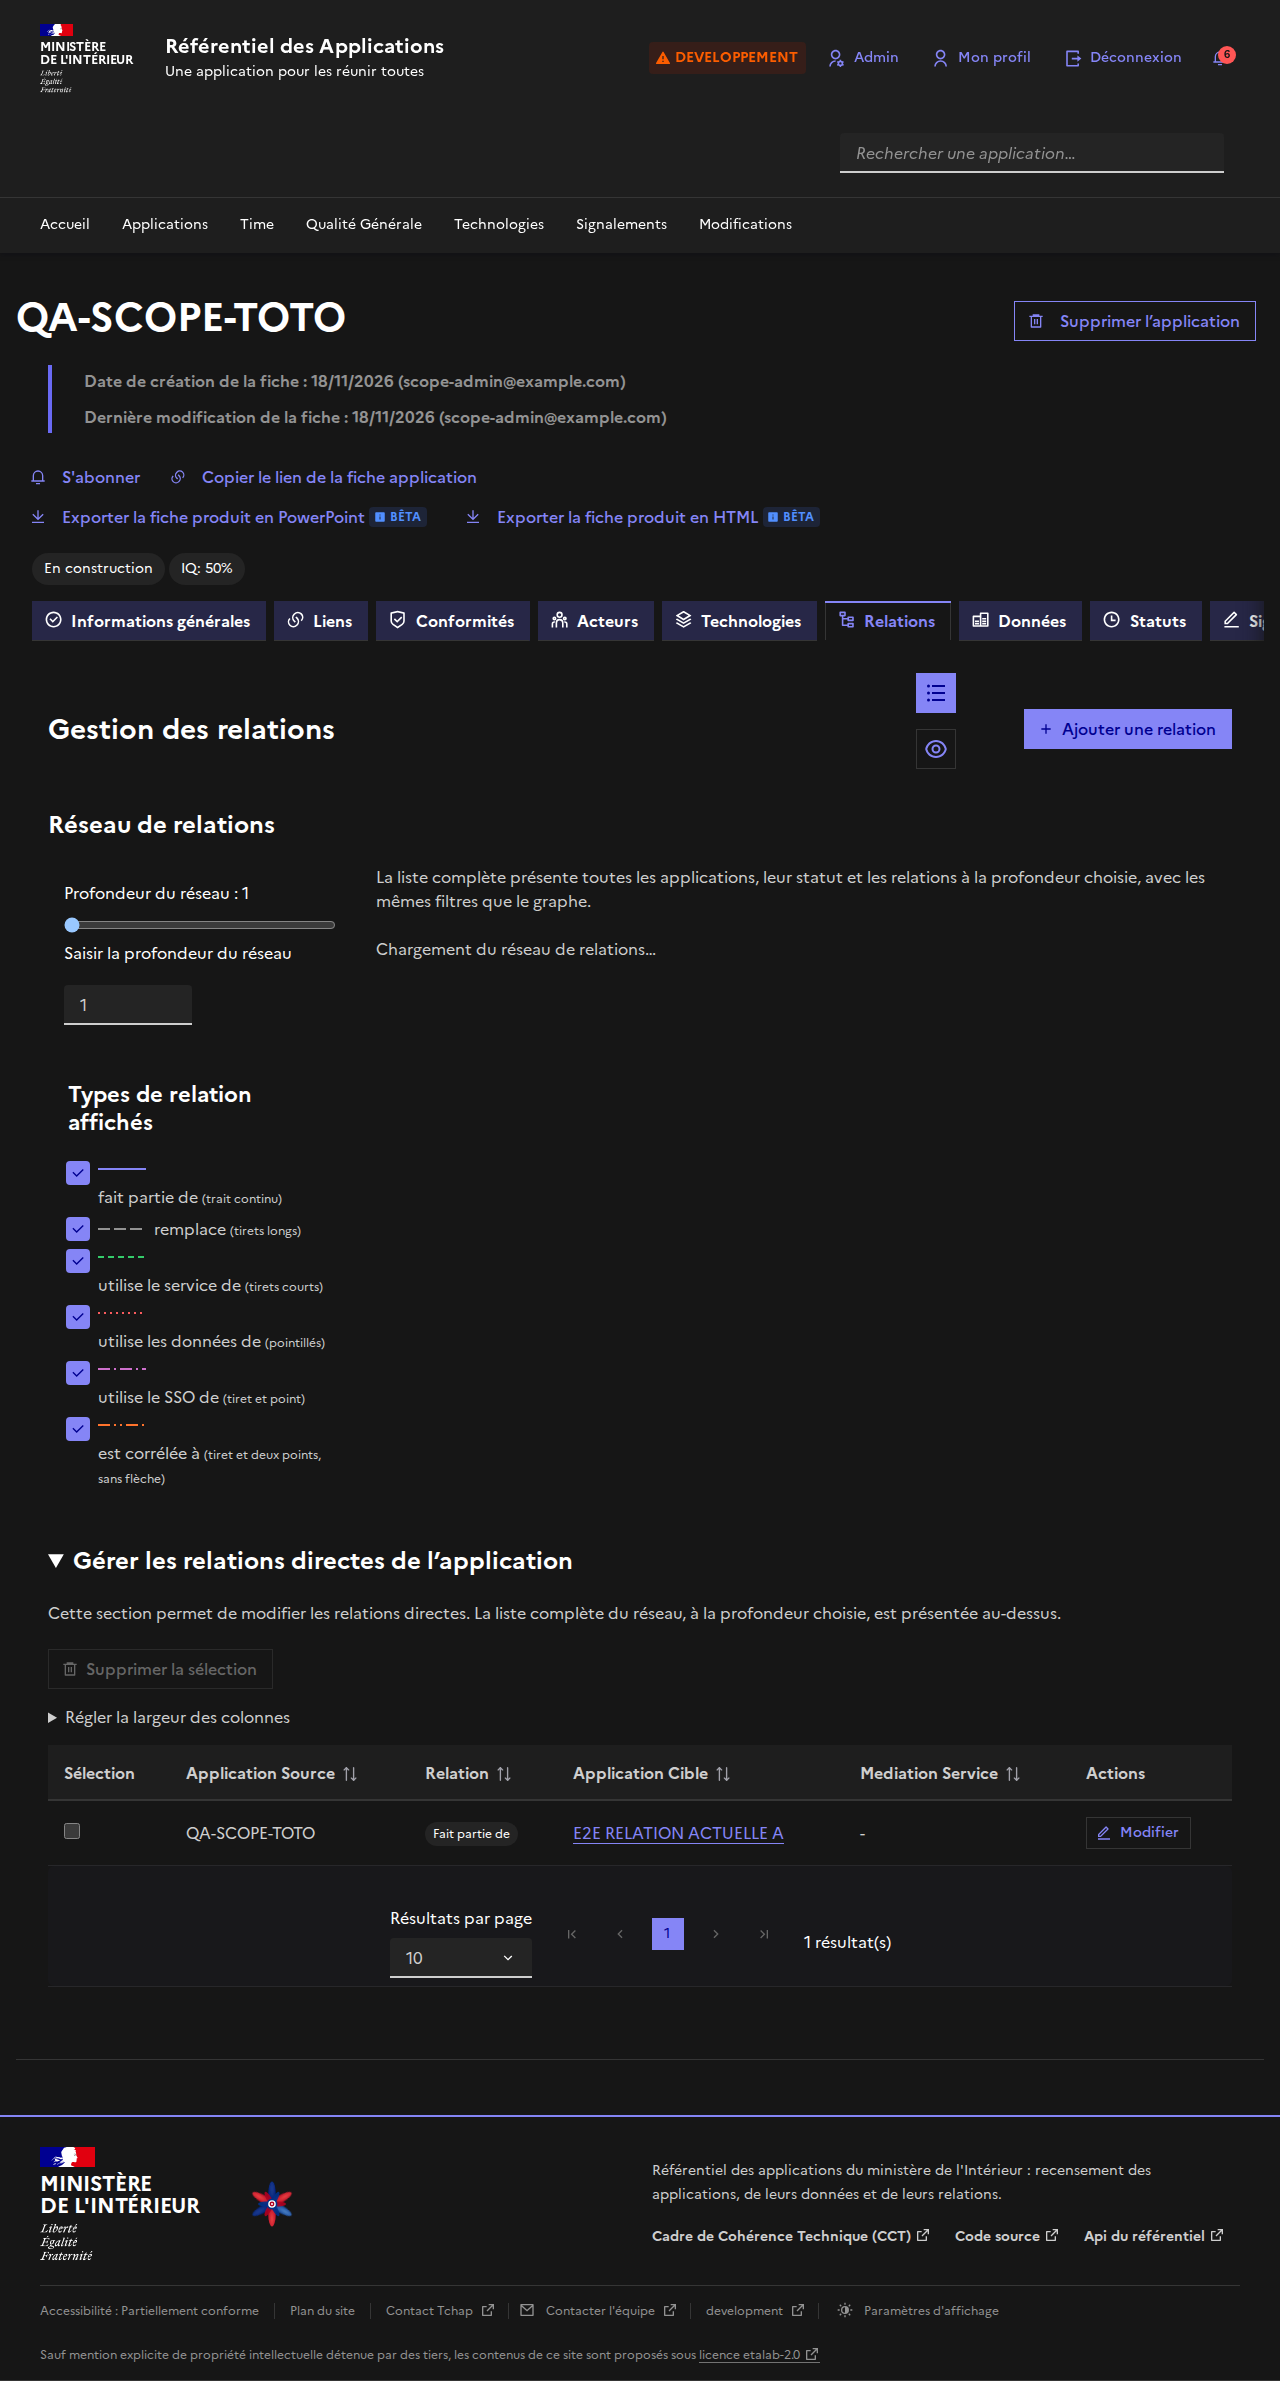 MINISTÈRE
DE L'INTÉRIEUR
Liberté
Égalité
Fraternité
Référentiel des Applications
Une application pour les réunir toutes
DEVELOPPEMENT
Admin
Mon profil
Déconnexion
6
Rechercher une application...
Accueil
Applications
Time
Qualité Générale
Technologies
Signalements
Modifications
QA-SCOPE-TOTO
Supprimer l’application
Date de création de la fiche : 18/11/2026 (scope-admin@example.com)
Dernière modification de la fiche : 18/11/2026 (scope-admin@example.com)
S'abonner
Copier le lien de la fiche application
Exporter la fiche produit en PowerPoint BÊTA
Exporter la fiche produit en HTML BÊTA
En construction
IQ: 50%
Informations générales
Liens
Conformités
Acteurs
Technologies
Relations
Données
Statuts
Gestion des relations
+ Ajouter une relation
Réseau de relations
Profondeur du réseau : 1
Saisir la profondeur du réseau
1
La liste complète présente toutes les applications, leur statut et les relations à la profondeur choisie, avec les
mêmes filtres que le graphe.
Chargement du réseau de relations...
Types de relation
affichés
fait partie de (trait continu)
remplace (tirets longs)
utilise le service de (tirets courts)
utilise les données de (pointillés)
utilise le SSO de (tiret et point)
est corrélée à (tiret et deux points,
sans flèche)
▼ Gérer les relations directes de l’application
Cette section permet de modifier les relations directes. La liste complète du réseau, à la profondeur choisie, est présentée au-dessus.
Supprimer la sélection
▶ Régler la largeur des colonnes
Sélection
Application Source
Relation
Application Cible
Mediation Service
Actions
QA-SCOPE-TOTO
Fait partie de
E2E RELATION ACTUELLE A
-
Modifier
Résultats par page
10
1
1 résultat(s)
MINISTÈRE
DE L'INTÉRIEUR
Liberté
Égalité
Fraternité
Référentiel des applications du ministère de l'Intérieur : recensement des
applications, de leurs données et de leurs relations.
Cadre de Cohérence Technique (CCT)
Code source
Api du référentiel
Accessibilité : Partiellement conforme
Plan du site
Contact Tchap
Contacter l'équipe
development
Paramètres d'affichage
Sauf mention explicite de propriété intellectuelle détenue par des tiers, les contenus de ce site sont proposés sous licence etalab-2.0